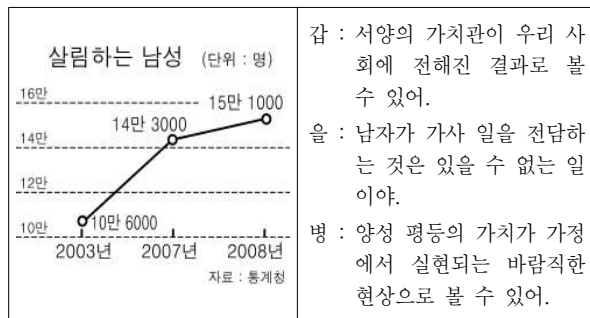 살림하는 남성 (단위 : 명)
16만
15만 1000
14만 3000
14만
12만
10만 6000
10만
2003년 2007년 2008년
자료 : 통계청
갑 : 서양의 가치관이 우리 사
회에 전해진 결과로 볼
수 있어.
을 : 남자가 가사 일을 전담하
는 것은 있을 수 없는 일
이야.
병 : 양성 평등의 가치가 가정
에서 실현되는 바람직한
현상으로 볼 수 있어.